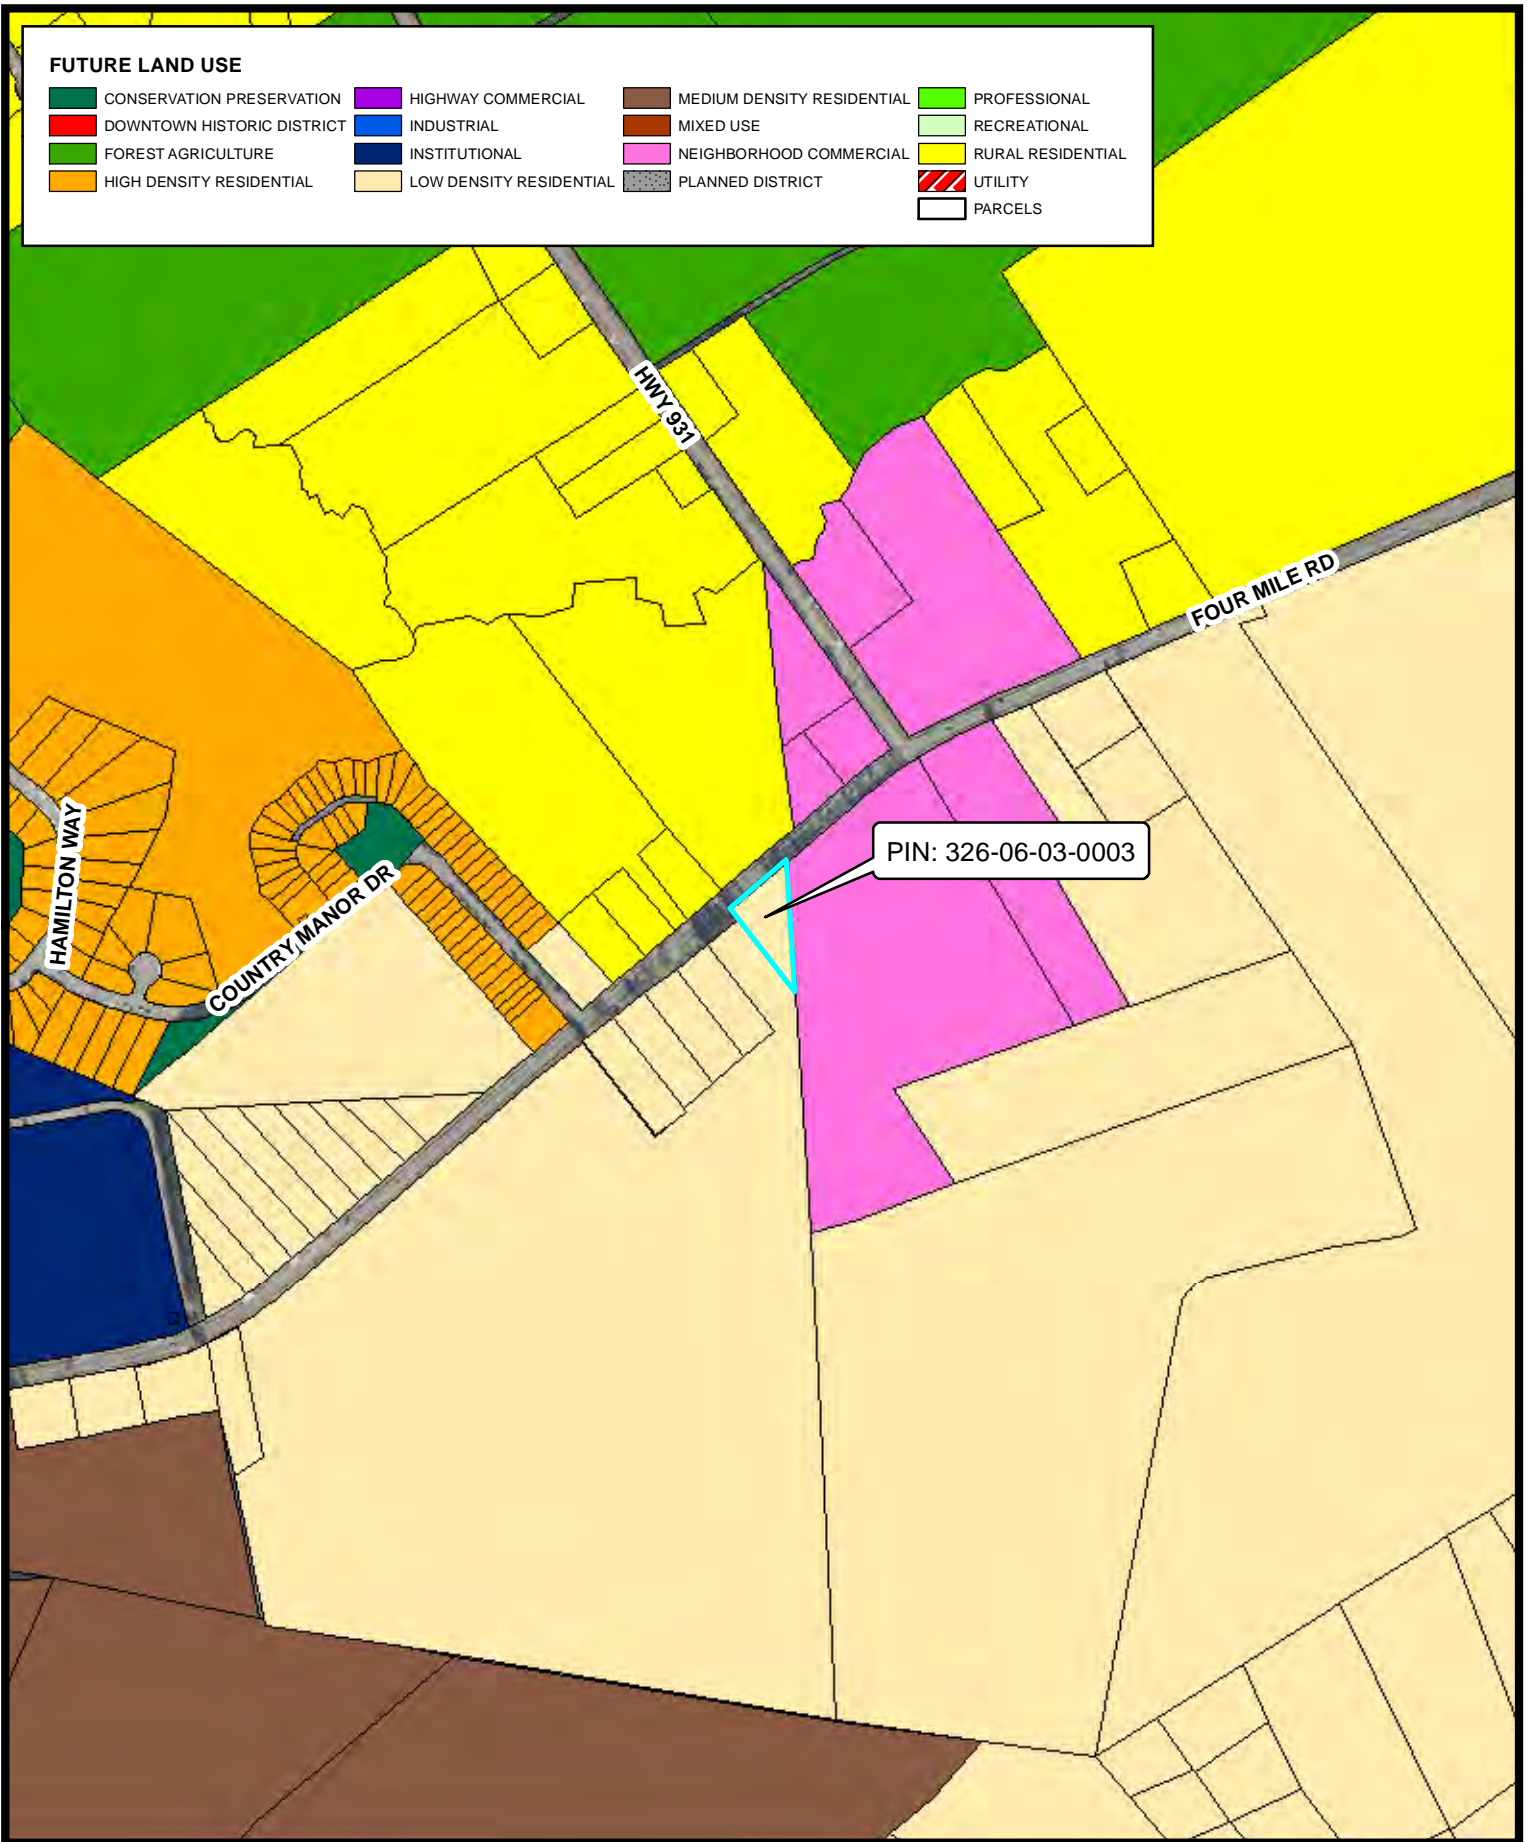 FUTURE LAND USE
CONSERVATION PRESERVATION
DOWNTOWN HISTORIC DISTRICT
FOREST AGRICULTURE
HIGH DENSITY RESIDENTIAL
HIGHWAY COMMERCIAL
INDUSTRIAL
INSTITUTIONAL
LOW DENSITY RESIDENTIAL
MEDIUM DENSITY RESIDENTIAL
MIXED USE
NEIGHBORHOOD COMMERCIAL
PLANNED DISTRICT
PROFESSIONAL
RECREATIONAL
RURAL RESIDENTIAL
UTILITY
PARCELS
HWY 931
FOUR MILE RD
PIN: 326-06-03-0003
HAMILTON WAY
COUNTRY MANOR DR